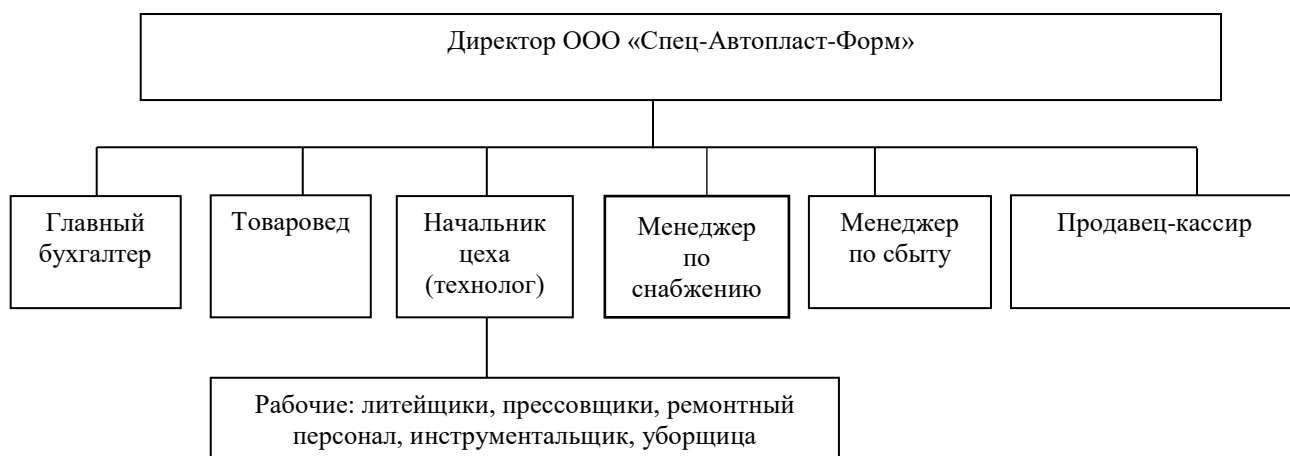 Директор ООО «Спец-Автопласт-Форм»
Главный
бухгалтер
Товаровед
Начальник
цеха
(технолог)
Менеджер
по
снабжению
Менеджер
по сбыту
Продавец-кассир
Рабочие: литейщики, прессовщики, ремонтный
персонал, инструментальщик, уборщица